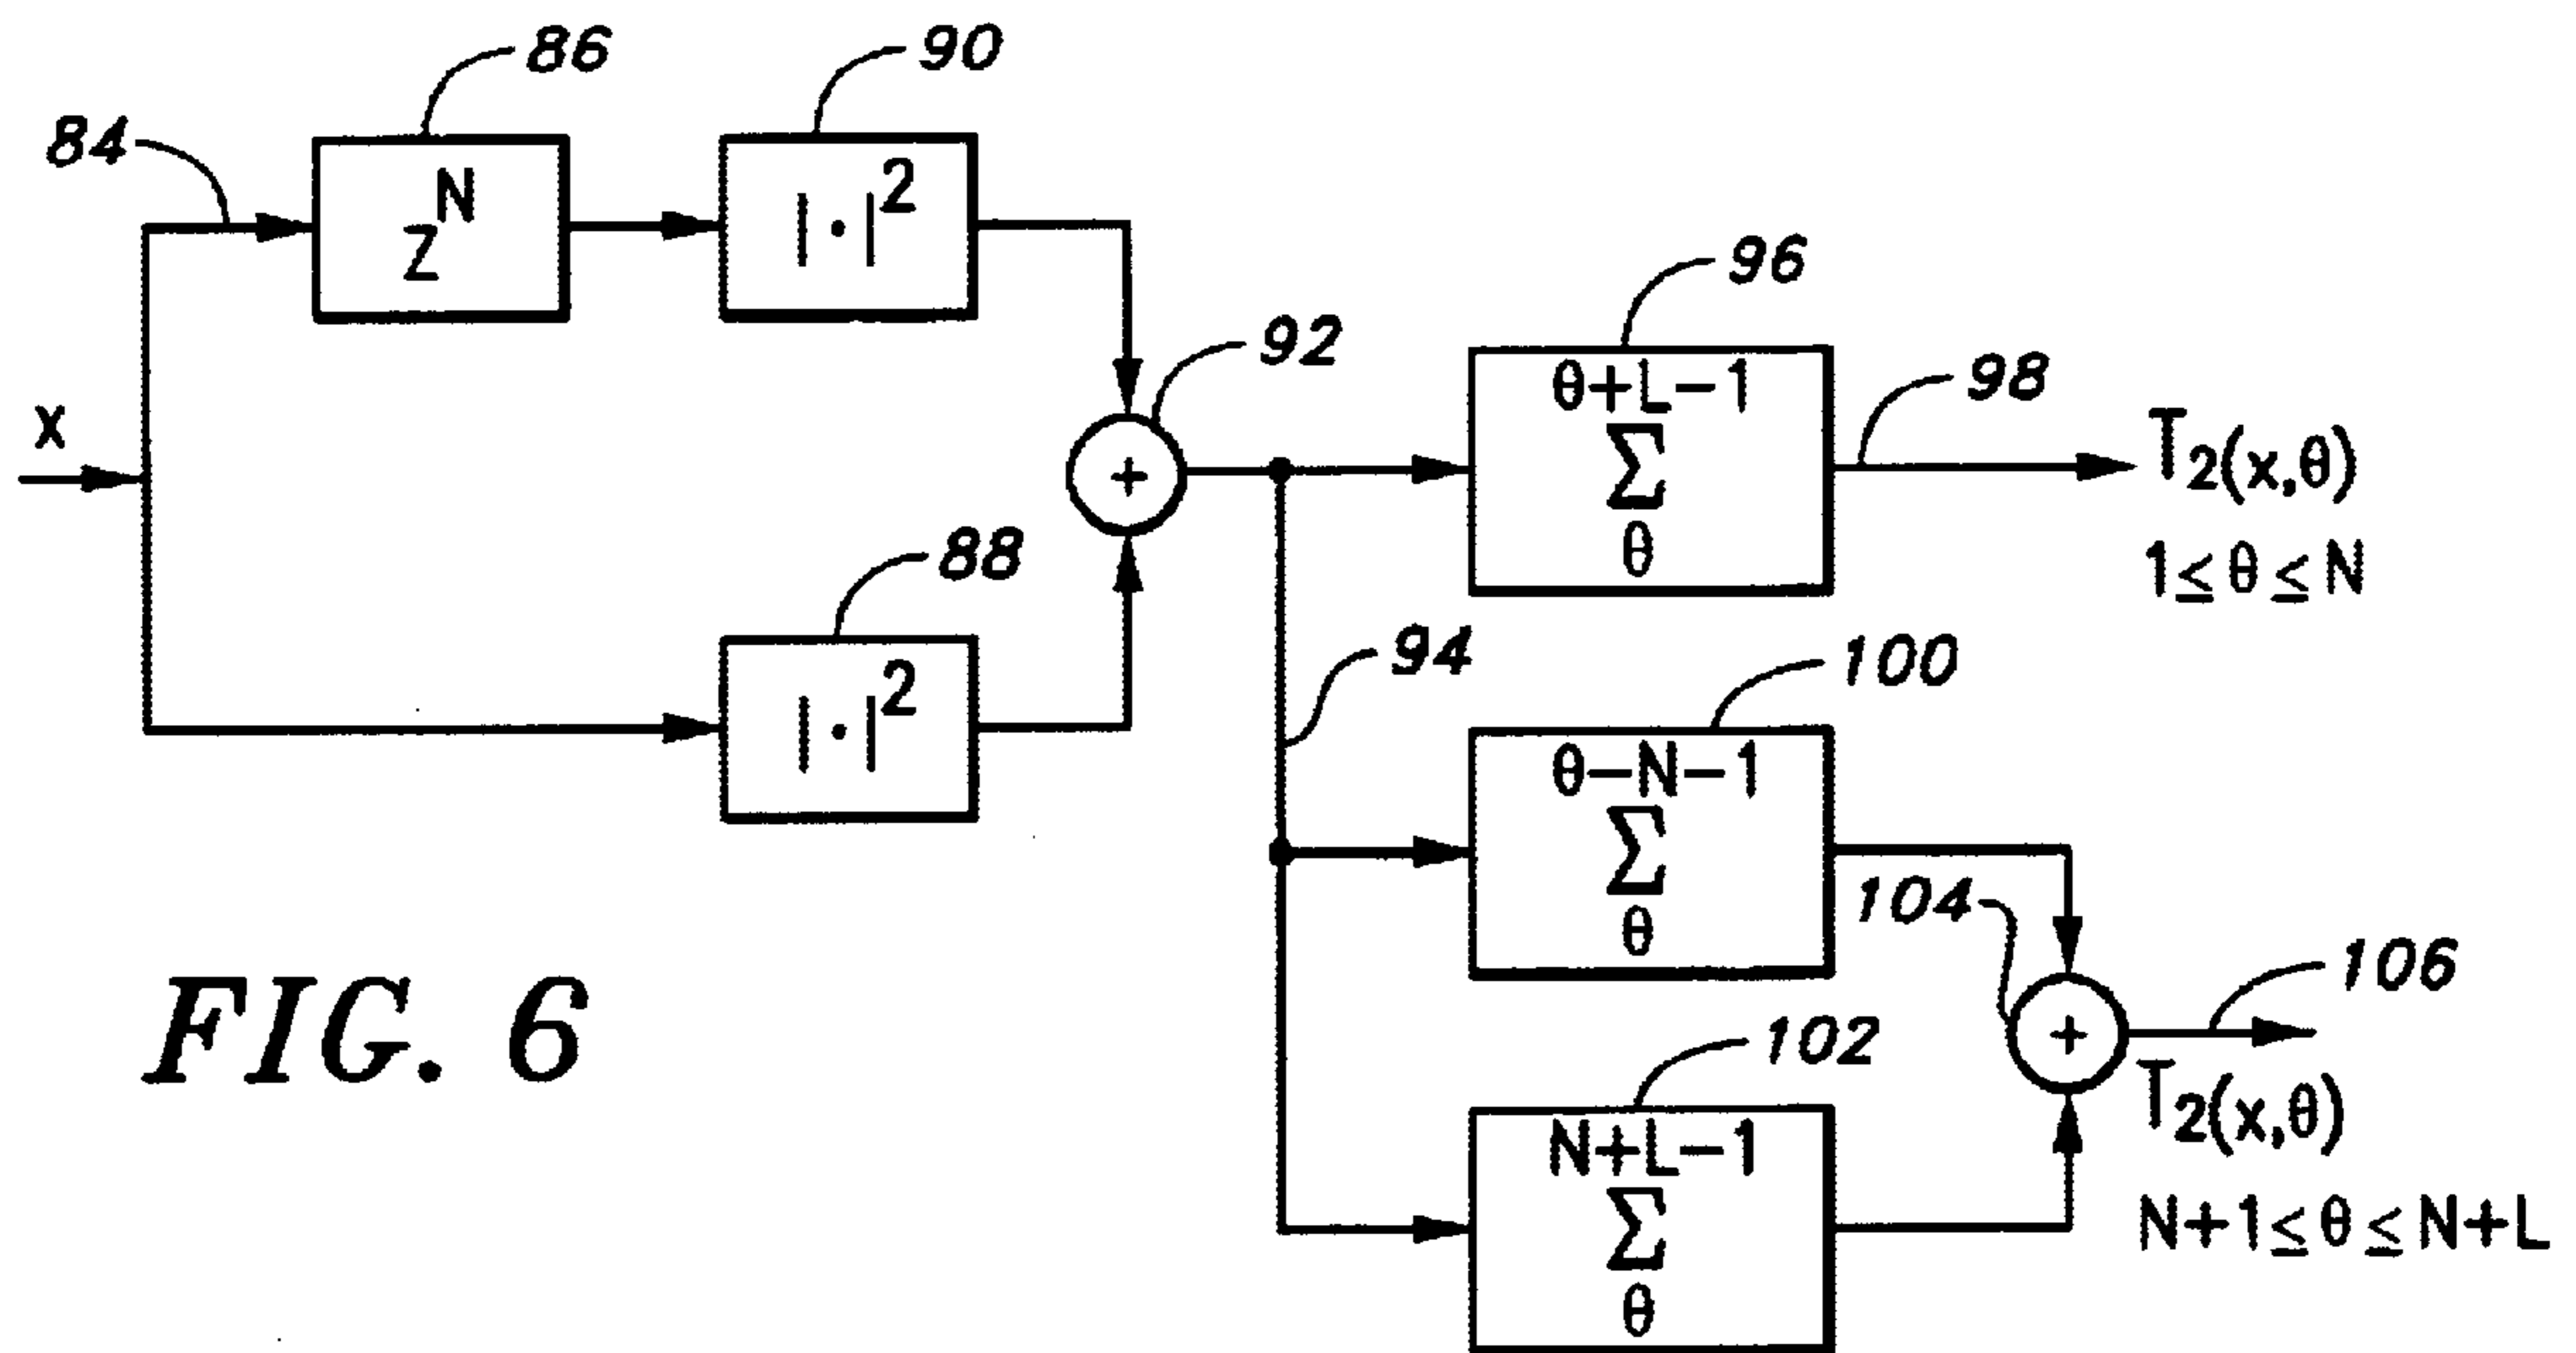 86
90
84
z^N
|·|²
96
92
θ+L−1
Σ
θ
98
T₂(x,θ)
1≤θ≤N
x
+
88
|·|²
94
100
θ−N−1
Σ
θ
104
+
106
T₂(x,θ)
N+1≤θ≤N+L
102
N+L−1
Σ
θ
FIG. 6